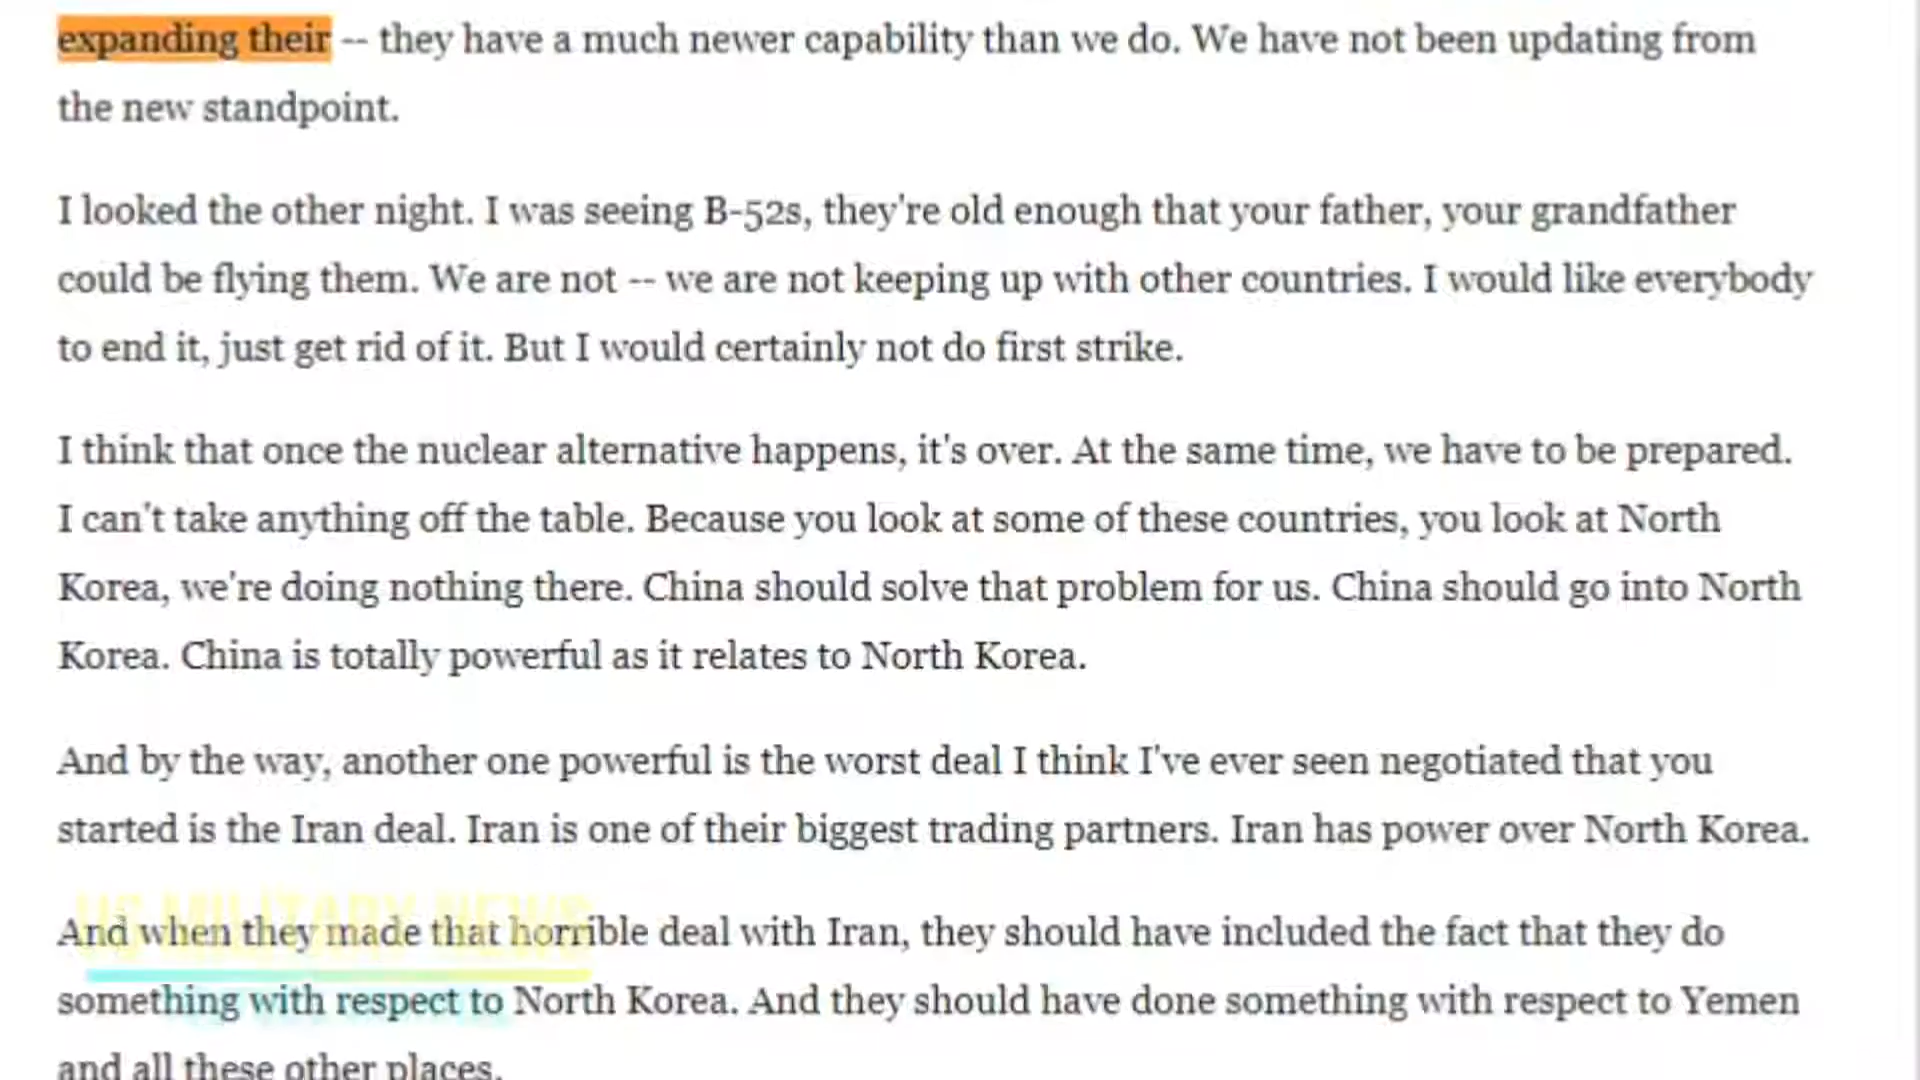 expanding their -- they have a much newer capability than we do. We have not been updating from
the new standpoint.
I looked the other night. I was seeing B-52s, they're old enough that your father, your grandfather
could be flying them. We are not -- we are not keeping up with other countries. I would like everybody
to end it, just get rid of it. But I would certainly not do first strike.
I think that once the nuclear alternative happens, it's over. At the same time, we have to be prepared.
I can't take anything off the table. Because you look at some of these countries, you look at North
Korea, we're doing nothing there. China should solve that problem for us. China should go into North
Korea. China is totally powerful as it relates to North Korea.
And by the way, another one powerful is the worst deal I think I've ever seen negotiated that you
started is the Iran deal. Iran is one of their biggest trading partners. Iran has power over North Korea.
US MILITARY NEWS
And when they made that horrible deal with Iran, they should have included the fact that they do
something with respect to North Korea. And they should have done something with respect to Yemen
and all these other places.